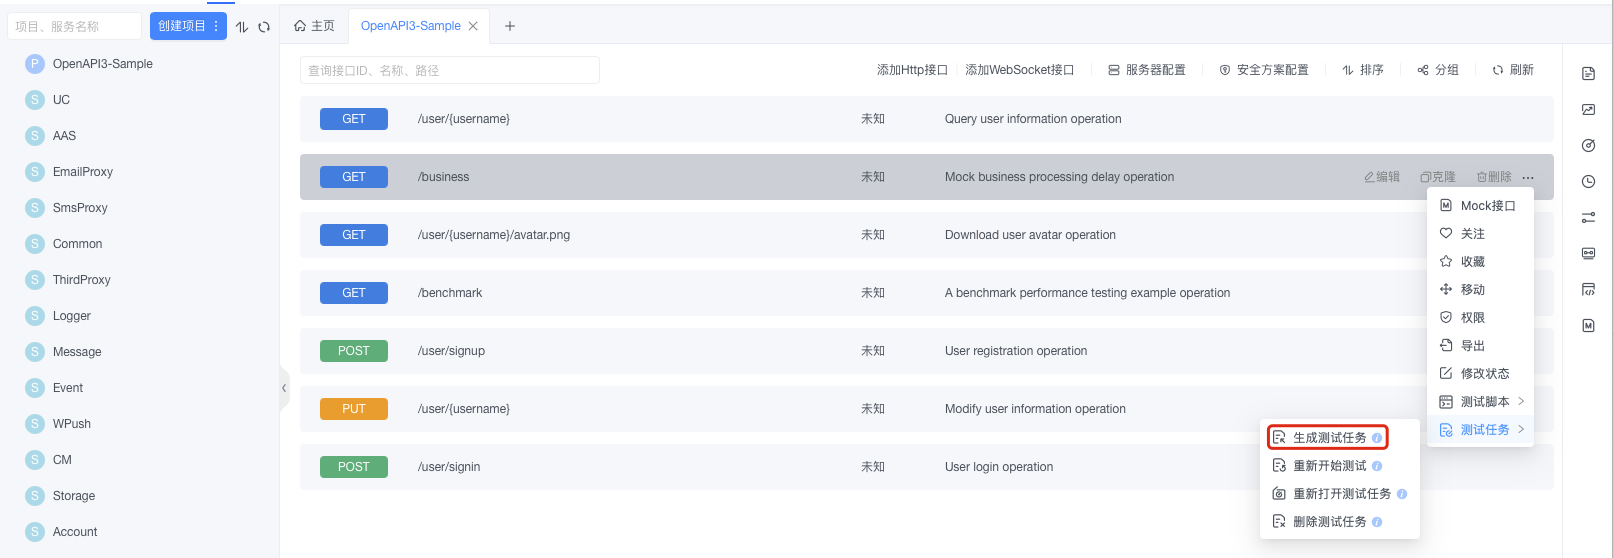 项目、服务名称
创建项目
P OpenAPI3-Sample
S UC
S AAS
S EmailProxy
S SmsProxy
S Common
S ThirdProxy
S Logger
S Message
S Event
S WPush
S CM
S Storage
S Account
主页 OpenAPI3-Sample
查询接口ID、名称、路径
添加Http接口 添加WebSocket接口 服务器配置 安全方案配置 排序 分组 刷新
GET /user/{username} 未知 Query user information operation
GET /business 未知 Mock business processing delay operation 编辑 克隆 删除
GET /user/{username}/avatar.png 未知 Download user avatar operation
GET /benchmark 未知 A benchmark performance testing example operation
POST /user/signup 未知 User registration operation
PUT /user/{username} 未知 Modify user information operation
POST /user/signin 未知 User login operation
Mock接口
关注
收藏
移动
权限
导出
修改状态
测试脚本
测试任务
生成测试任务
重新开始测试
重新打开测试任务
删除测试任务